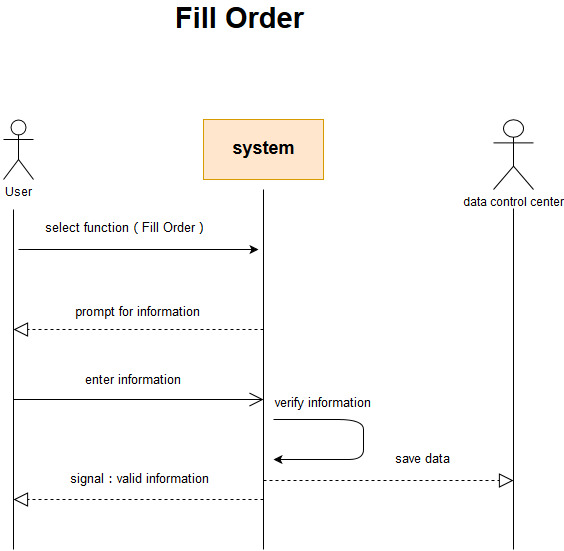 Fill Order
system
User
data control center
select function ( Fill Order )
prompt for information
enter information
verify information
save data
signal : valid information